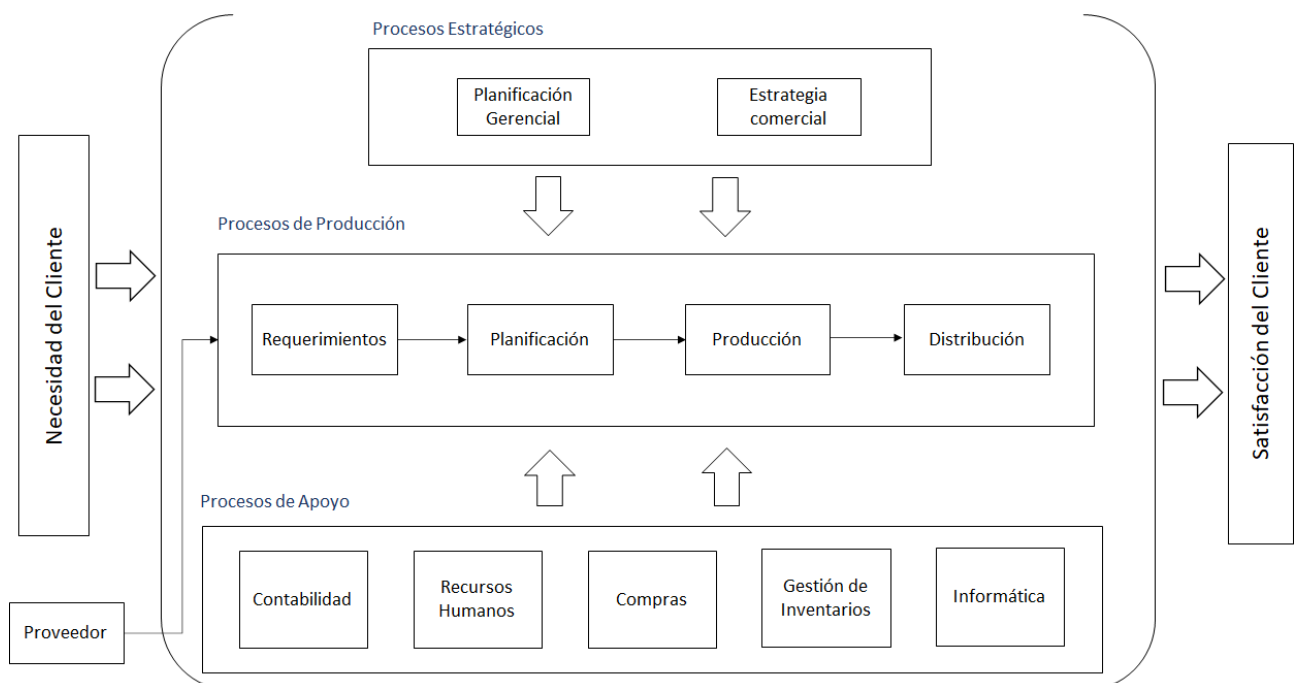 Procesos Estratégicos
Planificación
Gerencial
Estrategia
comercial
Necesidad del Cliente
Procesos de Producción
Requerimientos
Planificación
Producción
Distribución
Satisfacción del Cliente
Procesos de Apoyo
Contabilidad
Recursos
Humanos
Compras
Gestión de
Inventarios
Informática
Proveedor